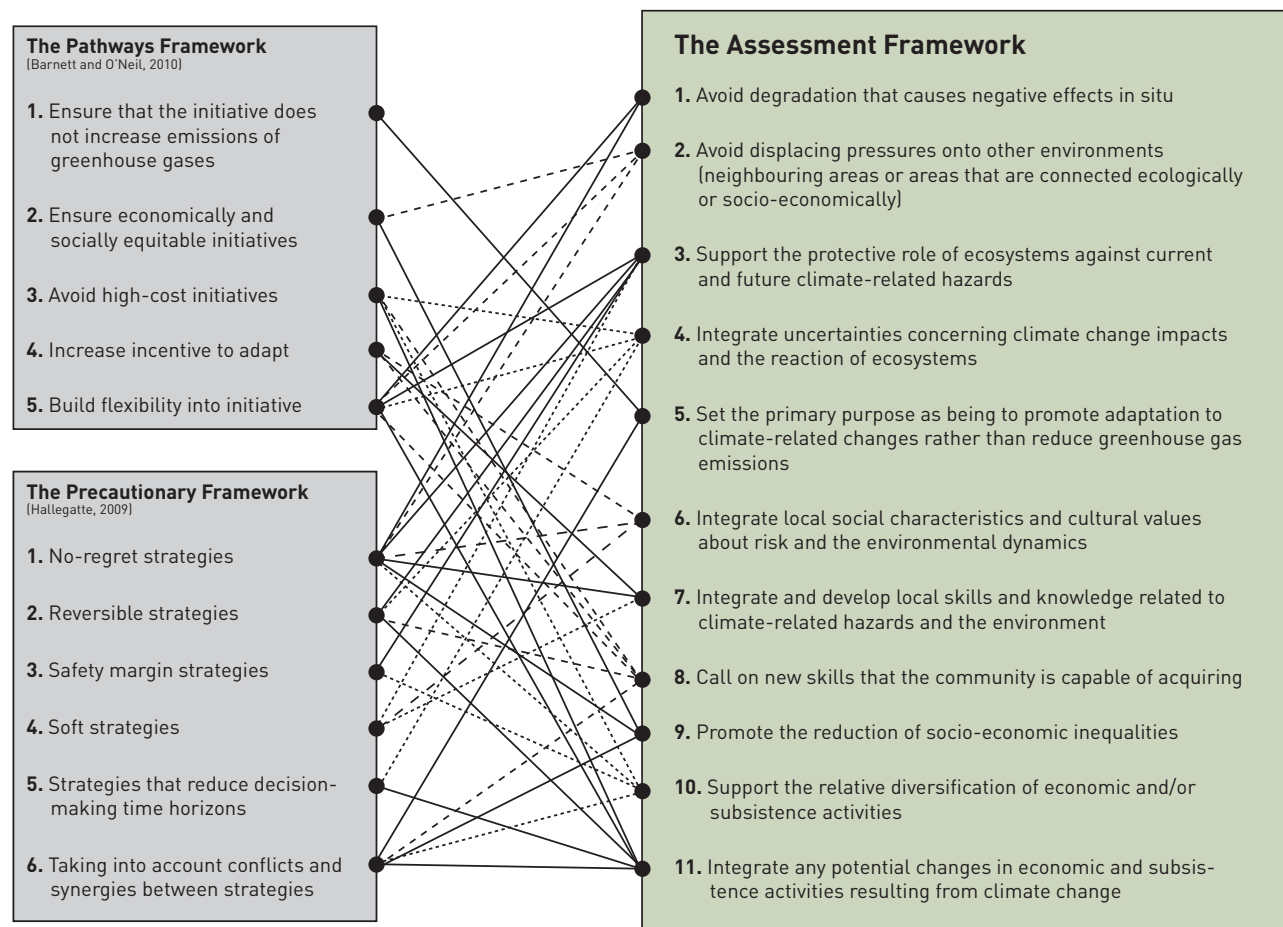 The Pathways Framework
(Barnett and O'Neil, 2010)
1. Ensure that the initiative does
not increase emissions of
greenhouse gases
2. Ensure economically and
socially equitable initiatives
3. Avoid high-cost initiatives
4. Increase incentive to adapt
5. Build flexibility into initiative
The Precautionary Framework
(Hallegatte, 2009)
1. No-regret strategies
2. Reversible strategies
3. Safety margin strategies
4. Soft strategies
5. Strategies that reduce decision-
making time horizons
6. Taking into account conflicts and
synergies between strategies
The Assessment Framework
1. Avoid degradation that causes negative effects in situ
2. Avoid displacing pressures onto other environments
(neighbouring areas or areas that are connected ecologically
or socio-economically)
3. Support the protective role of ecosystems against current
and future climate-related hazards
4. Integrate uncertainties concerning climate change impacts
and the reaction of ecosystems
5. Set the primary purpose as being to promote adaptation to
climate-related changes rather than reduce greenhouse gas
emissions
6. Integrate local social characteristics and cultural values
about risk and the environmental dynamics
7. Integrate and develop local skills and knowledge related to
climate-related hazards and the environment
8. Call on new skills that the community is capable of acquiring
9. Promote the reduction of socio-economic inequalities
10. Support the relative diversification of economic and/or
subsistence activities
11. Integrate any potential changes in economic and subsis-
tence activities resulting from climate change